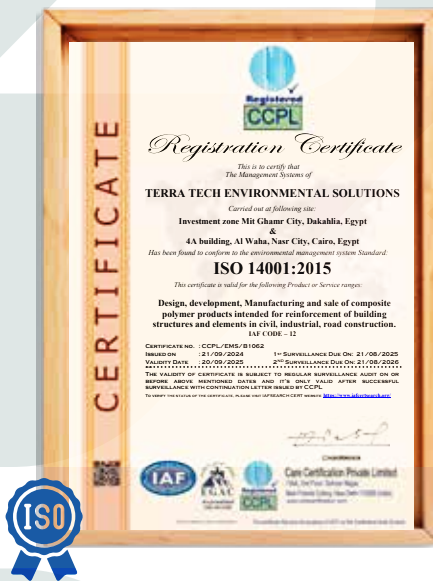 Registered
CCPL
CERTIFICATE
Registration Certificate
This is to certify that
The Management Systems of
TERRA TECH ENVIRONMENTAL SOLUTIONS
Carried out at following site:
Investment zone Mit Ghamr City, Dakahlia, Egypt
&
4A building, Al Waha, Nasr City, Cairo, Egypt
Has been found to conform to the environmental management system Standard:
ISO 14001:2015
This certificate is valid for the following Product or Service ranges:
Design, development, Manufacturing and sale of composite
polymer products intended for reinforcement of building
structures and elements in civil, industrial, road construction.
IAF CODE – 12
CERTIFICATE NO. : CCPL/EMS/B1062
ISSUED ON : 21/09/2024 1ST SURVEILLANCE DUE ON: 21/08/2025
VALIDITY DATE : 20/09/2025 2ND SURVEILLANCE DUE ON: 21/08/2026
THE VALIDITY OF CERTIFICATE IS SUBJECT TO REGULAR SURVEILLANCE AUDIT ON OR
BEFORE ABOVE MENTIONED DATES AND IT'S ONLY VALID AFTER SUCCESSFUL
SURVEILLANCE WITH CONTINUATION LETTER ISSUED BY CCPL
TO VERIFY THE STATUS OF THE CERTIFICATE, PLEASE VISIT IAFSEARCH CERT WEBSITE https://www.iafcertsearch.org/
IAF
EGAC
Registered
CCPL
Care Certification Private Limited
ISO